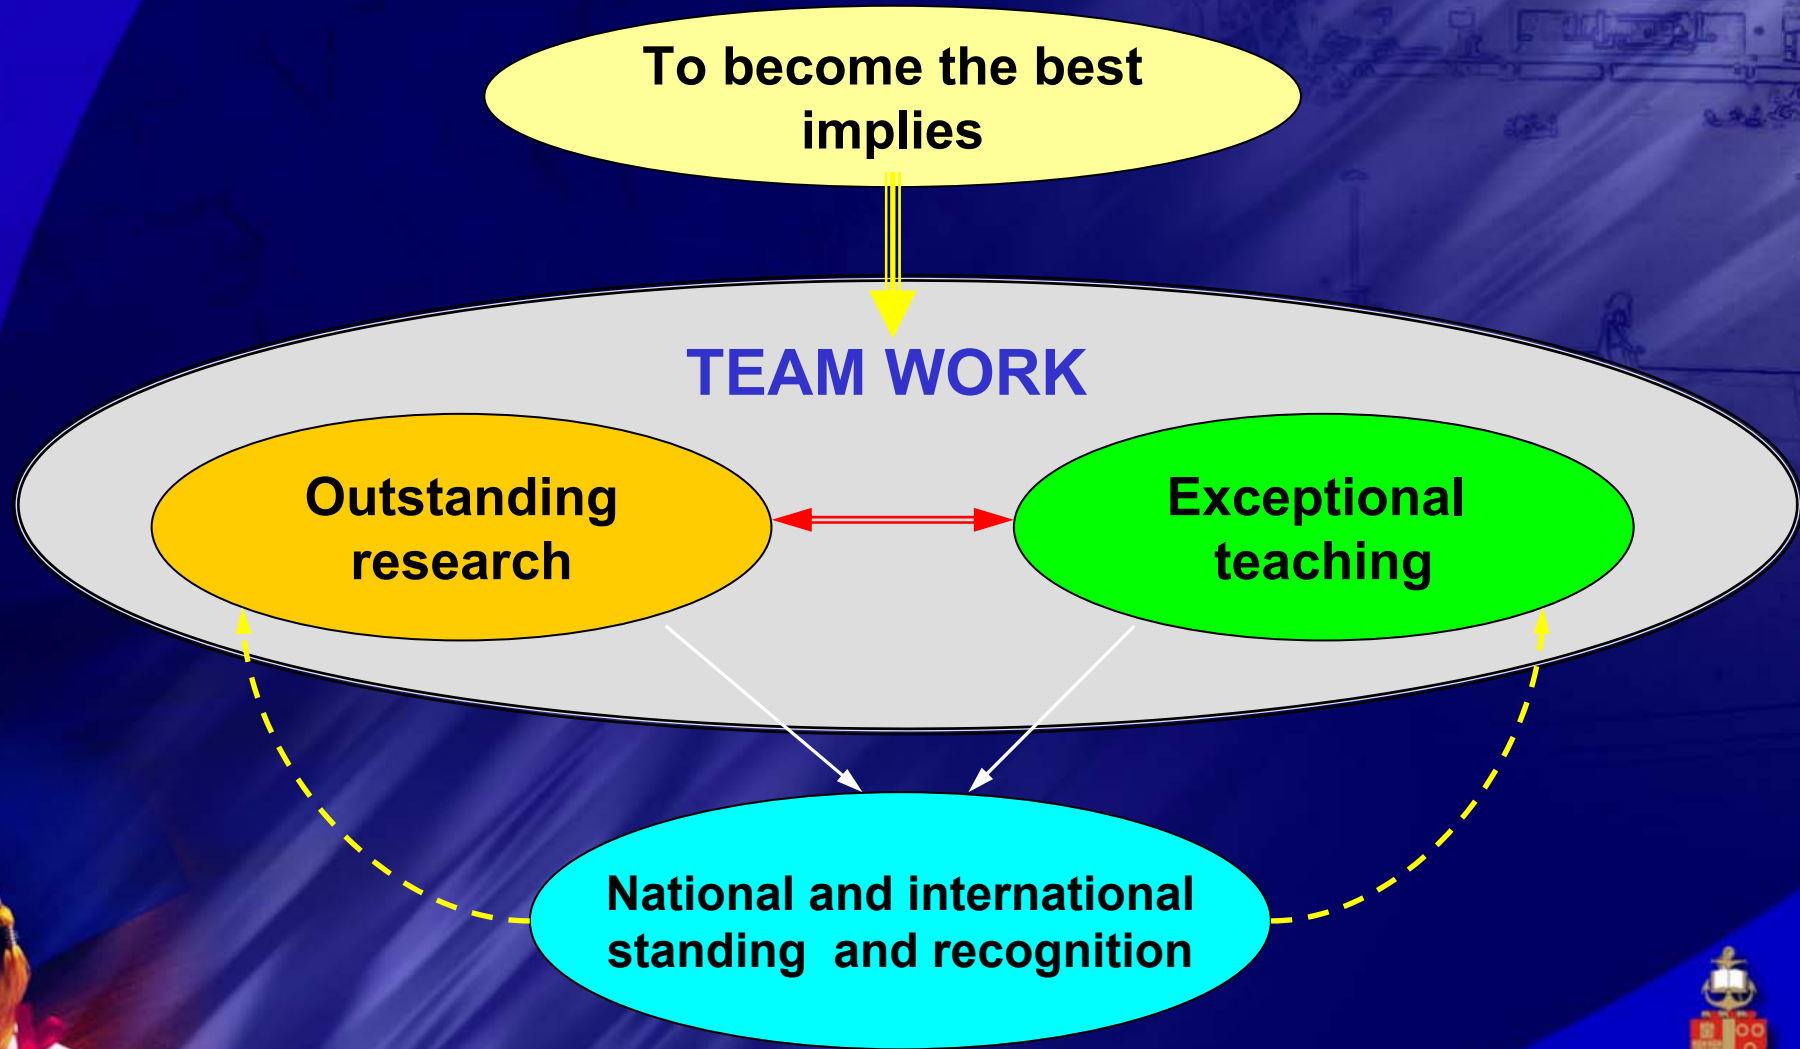 To become the best
implies
TEAM WORK
Outstanding
research
Exceptional
teaching
National and international
standing and recognition